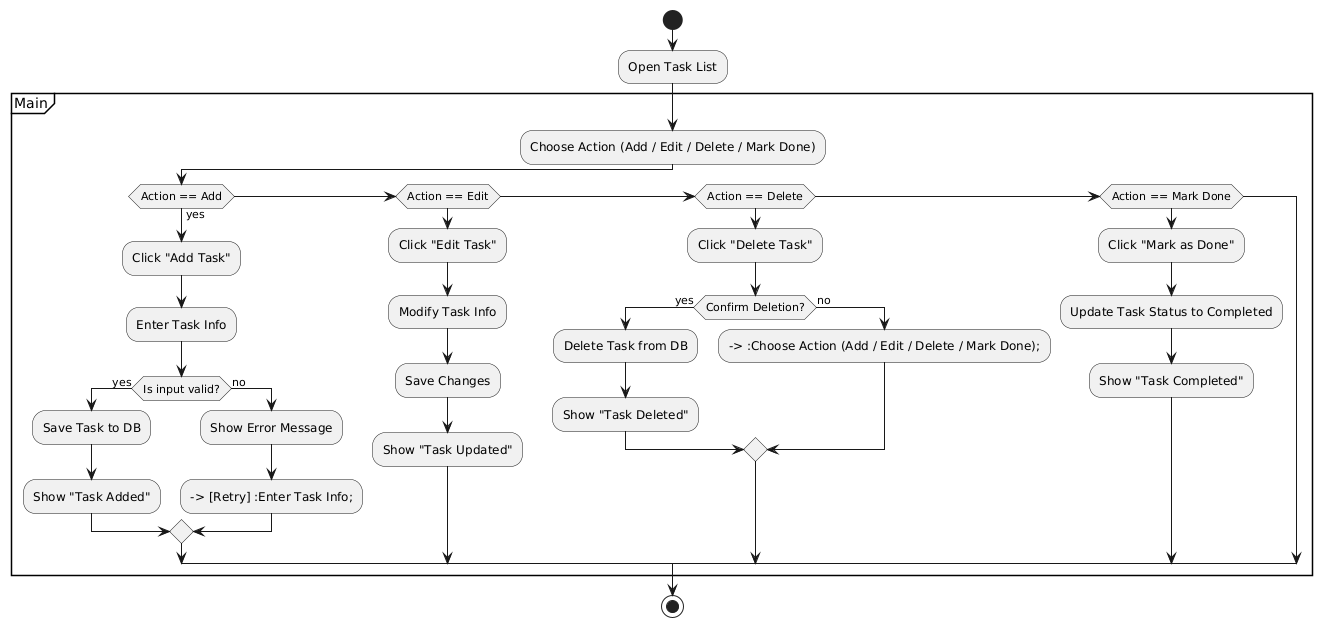 Open Task List
Main
Choose Action (Add / Edit / Delete / Mark Done)
Action == Add
yes
Click "Add Task"
Enter Task Info
Is input valid?
yes
no
Save Task to DB
Show "Task Added"
Show Error Message
-> [Retry] :Enter Task Info;
Action == Edit
Click "Edit Task"
Modify Task Info
Save Changes
Show "Task Updated"
Action == Delete
Click "Delete Task"
Confirm Deletion?
yes
no
Delete Task from DB
Show "Task Deleted"
-> :Choose Action (Add / Edit / Delete / Mark Done);
Action == Mark Done
Click "Mark as Done"
Update Task Status to Completed
Show "Task Completed"